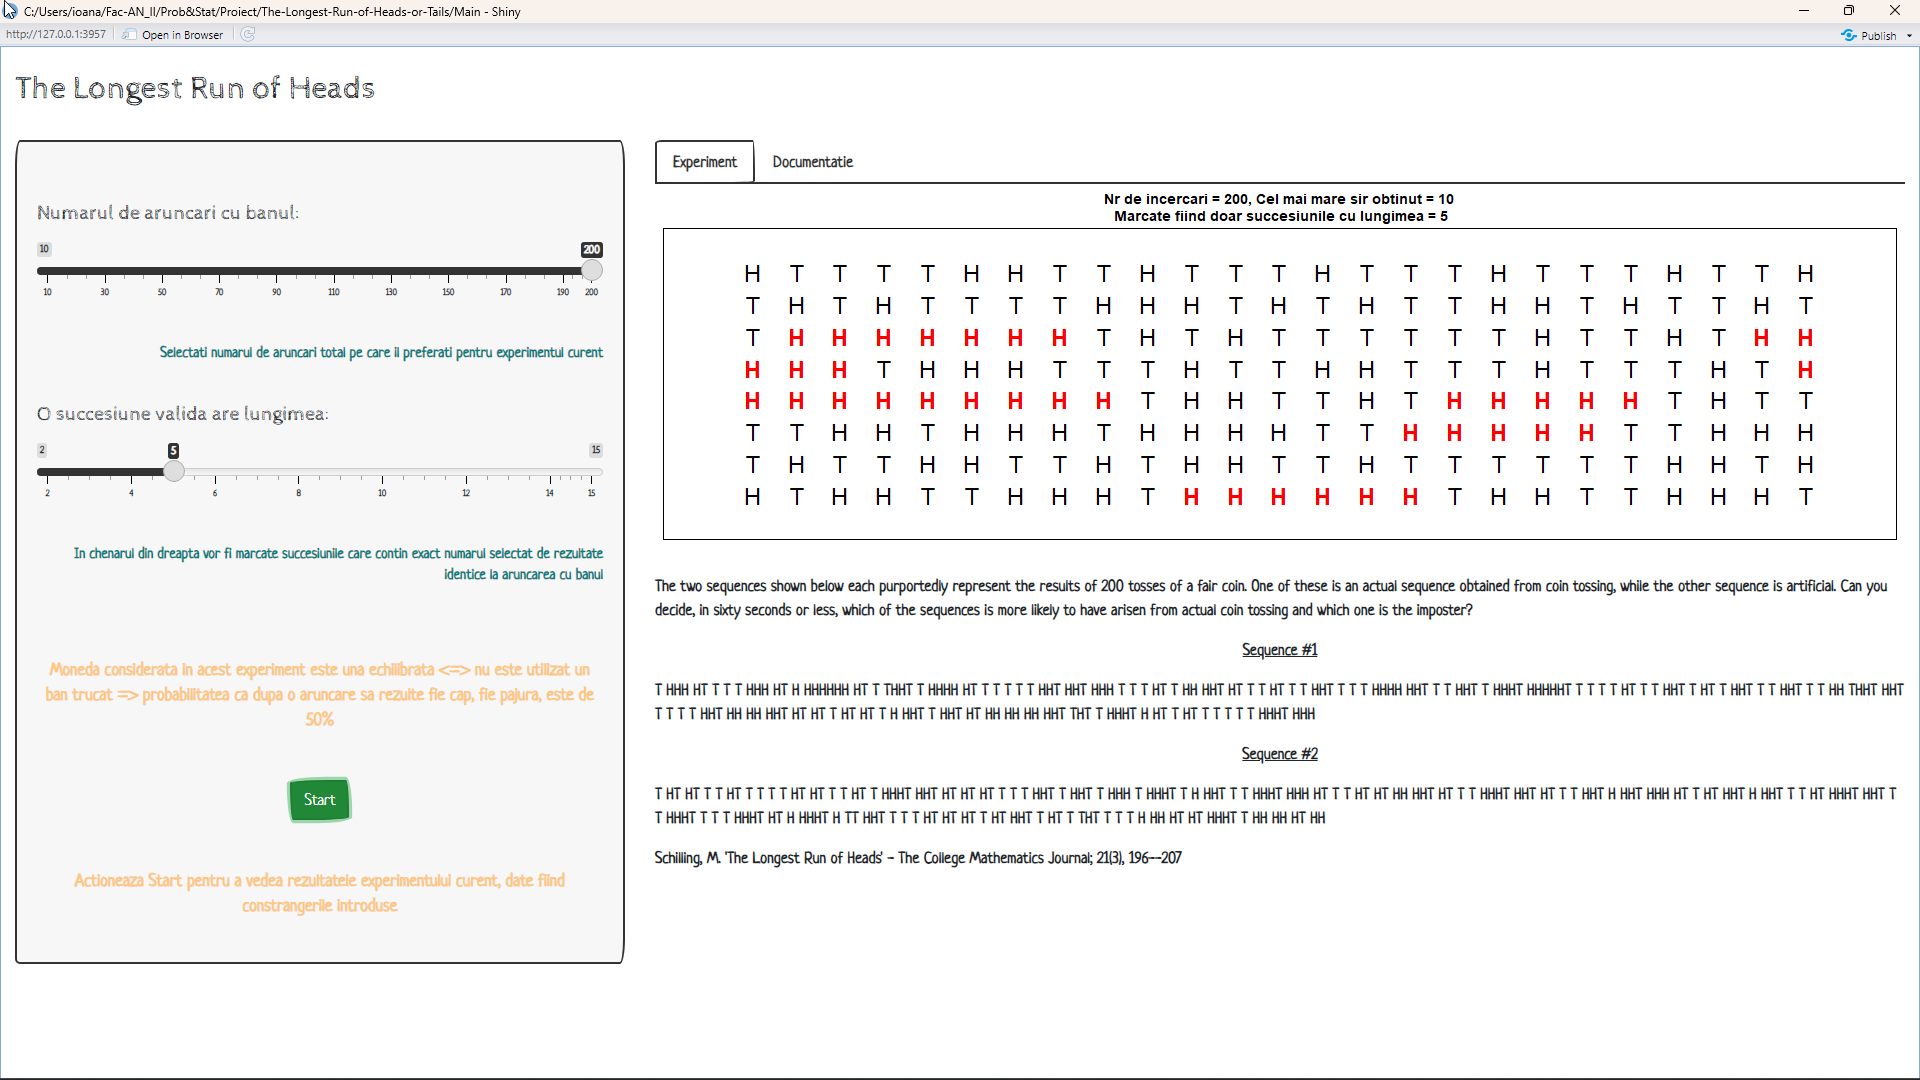 C:/Users/ioana/Fac-AN_II/Prob&Stat/Proiect/The-Longest-Run-of-Heads-or-Tails/Main - Shiny
http://127.0.0.1:3957 Open in Browser Publish
The Longest Run of Heads
Numarul de aruncari cu banul:
10 200
10 30 50 70 90 110 130 150 170 190 200
Selectati numarul de aruncari total pe care il preferati pentru experimentul curent
O succesiune valida are lungimea:
2 5 15
2 4 6 8 10 12 14 15
In chenarul din dreapta vor fi marcate succesiunile care contin exact numarul selectat de rezultate
identice la aruncarea cu banul
Moneda considerata in acest experiment este una echilibrata <=> nu este utilizat un
ban trucat => probabilitatea ca dupa o aruncare sa rezulte fie cap, fie pajura, este de
50%
Start
Actioneaza Start pentru a vedea rezultatele experimentului curent, date fiind
constrangerile introduse
Experiment Documentatie
Nr de incercari = 200, Cel mai mare sir obtinut = 10
Marcate fiind doar succesiunile cu lungimea = 5
H T T T T H H T T H T T T H T T T H T T T H T T H
T H T H T T T T H H H T H T H T T H H T H T T H T
T H H H H H H H T H T H T T T T T T H T T H T H H
H H H T H H H T T T H T T H H T T T H T T T H T H
H H H H H H H H H T H H T T H T H H H H H T H T T
T T H H T H H H T H H H H T T H H H H H T T H H H
T H T T H H T T H T H H T T H T T T T T T H H T H
H T H H T T H H H T H H H H H H T H H T T H H H T
The two sequences shown below each purportedly represent the results of 200 tosses of a fair coin. One of these is an actual sequence obtained from coin tossing, while the other sequence is artificial. Can you
decide, in sixty seconds or less, which of the sequences is more likely to have arisen from actual coin tossing and which one is the imposter?
Sequence #1
T HHH HT T T T HHH HT H HHHHHH HT T THHT T HHHH HT T T T T T HHT HHT HHH T T T HT T HH HHT HT T T HT T T HHT T T T HHHH HHT T T HHT T HHHT HHHHHT T T T T HT T T HHT T HT T HHT T T HHT T T HH THHT HHT
T T T T HHT HH HH HHT HT HT T HT HT T H HHT T HHT HT HH HH HH HHT THT T HHHT H HT T HT T T T T T HHHT HHH
Sequence #2
T HT HT T T HT T T T T HT HT T T HT T HHHT HHT HT HT HT T T T HHT T HHT T HHH T HHHT T H HHT T T HHHT HHH HT T T HT HT HH HHT HT T T HHHT HHT HT T T HHT H HHT HHH HT T HT HHT H HHT T T HT HHHT HHT T
T HHHT T T T HHHT HT H HHHT H TT HHT T T T HT HT HT T HT HHT T HT T THT T T T H HH HT HT HHHT T HH HH HT HH
Schilling, M. 'The Longest Run of Heads' - The College Mathematics Journal; 21(3), 196--207